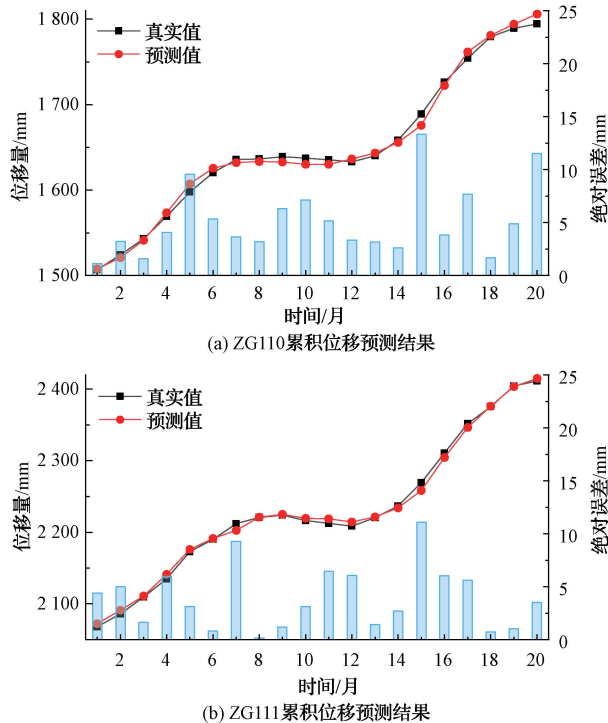 真实值
预测值
位移量/mm
1 800
1 700
1 600
1 500
25
20
15
10
5
0
绝对误差/mm
2 4 6 8 10 12 14 16 18 20
时间/月
(a) ZG110累积位移预测结果
真实值
预测值
位移量/mm
2 400
2 300
2 200
2 100
25
20
15
10
5
0
绝对误差/mm
2 4 6 8 10 12 14 16 18 20
时间/月
(b) ZG111累积位移预测结果